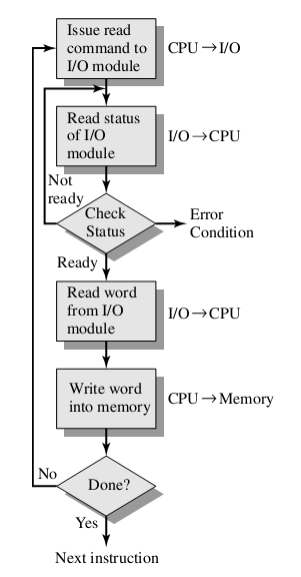 Issue read
command to
I/O module
CPU → I/O
Read status
of I/O
module
I/O → CPU
Not
ready
Check
Status
Error
Condition
Ready
Read word
from I/O
module
I/O → CPU
Write word
into memory
CPU → Memory
No
Done?
Yes
Next instruction